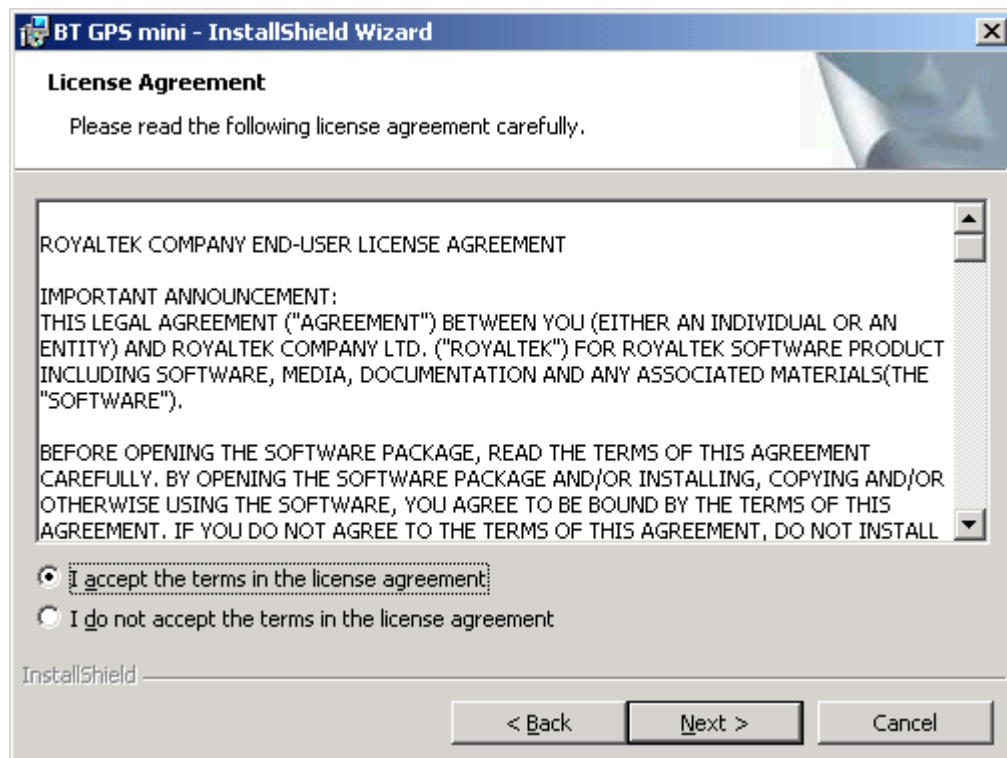 BT GPS mini - InstallShield Wizard
License Agreement
Please read the following license agreement carefully.
ROYALTEK COMPANY END-USER LICENSE AGREEMENT
IMPORTANT ANNOUNCEMENT:
THIS LEGAL AGREEMENT ("AGREEMENT") BETWEEN YOU (EITHER AN INDIVIDUAL OR AN
ENTITY) AND ROYALTEK COMPANY LTD. ("ROYALTEK") FOR ROYALTEK SOFTWARE PRODUCT
INCLUDING SOFTWARE, MEDIA, DOCUMENTATION AND ANY ASSOCIATED MATERIALS(THE
"SOFTWARE").
BEFORE OPENING THE SOFTWARE PACKAGE, READ THE TERMS OF THIS AGREEMENT
CAREFULLY. BY OPENING THE SOFTWARE PACKAGE AND/OR INSTALLING, COPYING AND/OR
OTHERWISE USING THE SOFTWARE, YOU AGREE TO BE BOUND BY THE TERMS OF THIS
AGREEMENT. IF YOU DO NOT AGREE TO THE TERMS OF THIS AGREEMENT, DO NOT INSTALL
I accept the terms in the license agreement
I do not accept the terms in the license agreement
InstallShield
< Back Next > Cancel